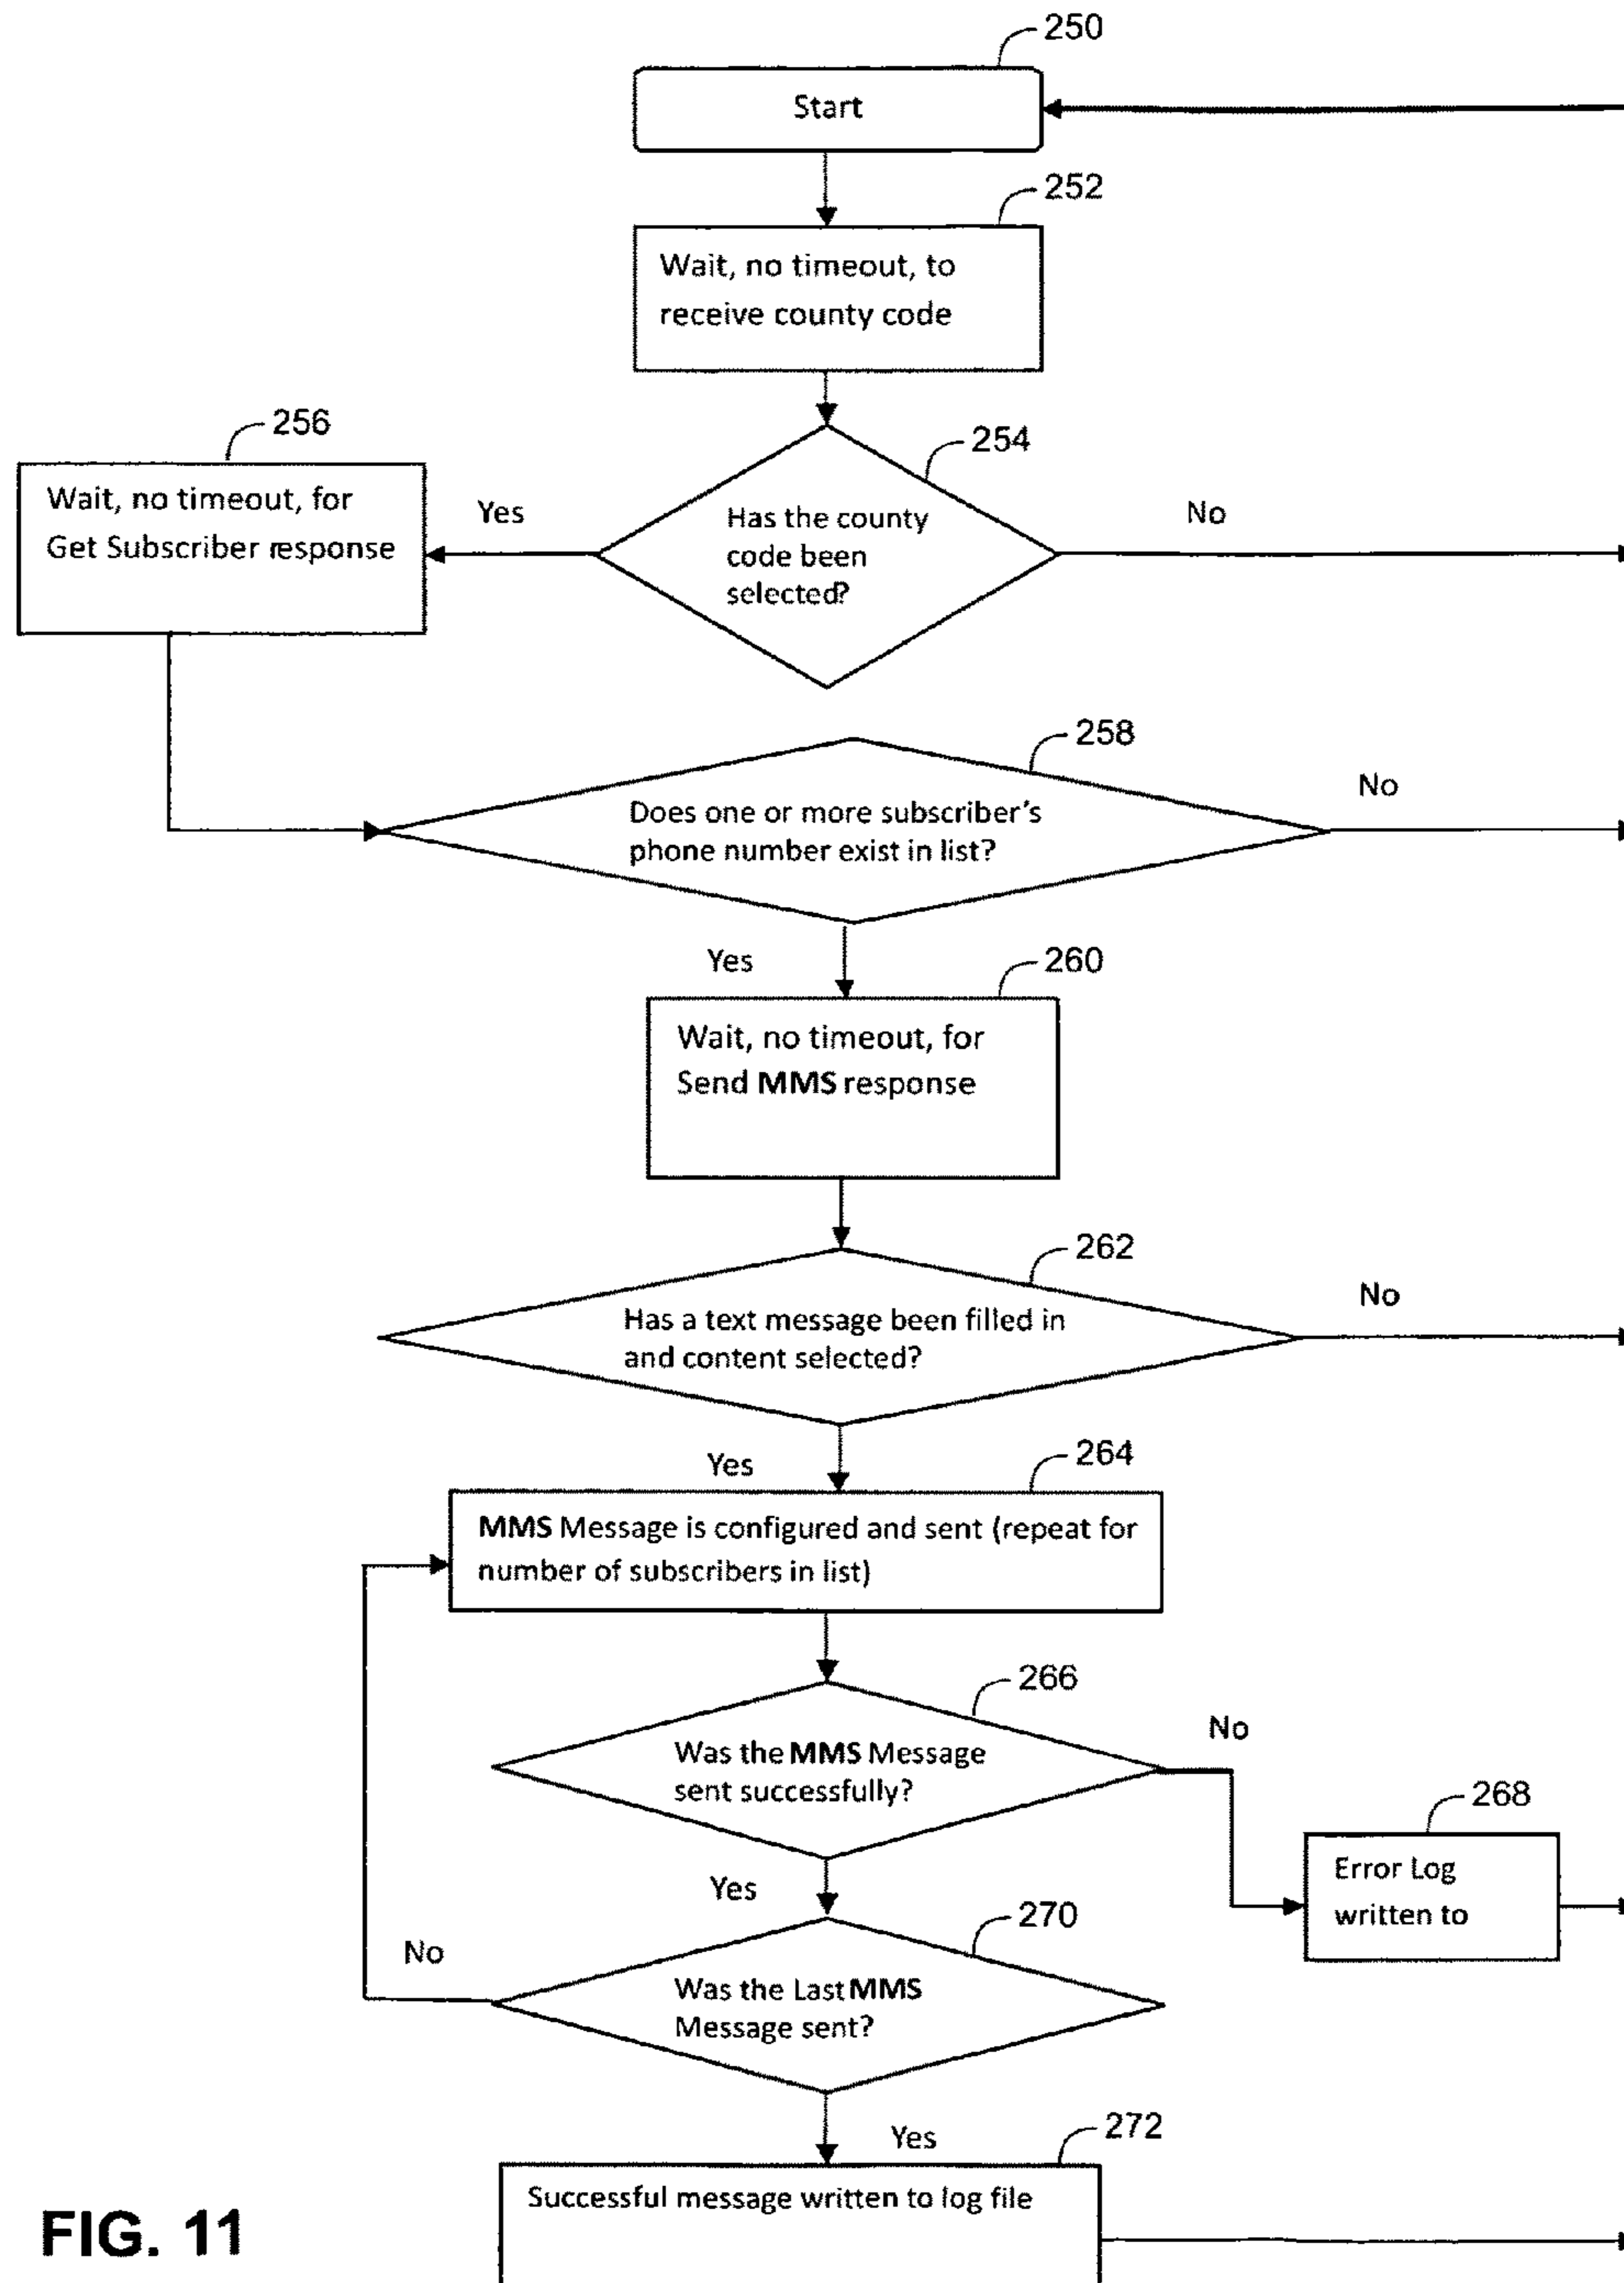 250
Start
252
Wait, no timeout, to
receive county code
256
254
Wait, no timeout, for
Get Subscriber response
Yes
Has the county
code been
selected?
No
258
Does one or more subscriber's
phone number exist in list?
No
Yes
260
Wait, no timeout, for
Send MMS response
262
Has a text message been filled in
and content selected?
No
Yes
264
MMS Message is configured and sent (repeat for
number of subscribers in list)
266
Was the MMS Message
sent successfully?
No
268
Error Log
written to
Yes
270
No
Was the Last MMS
Message sent?
Yes
272
Successful message written to log file
FIG. 11